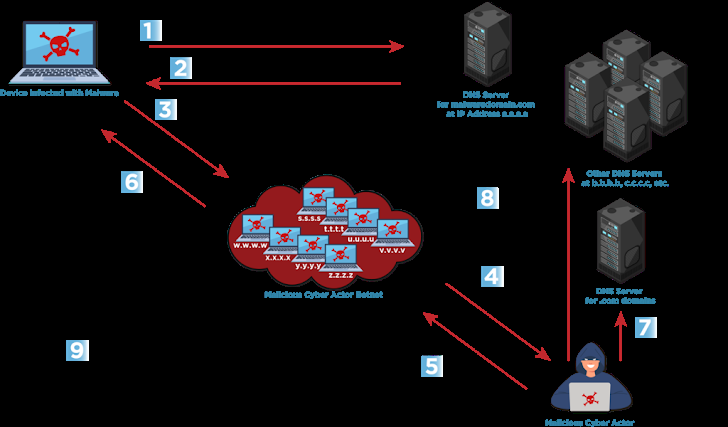 1
2
3
Device Infected with Malware
DNS Server
for malwaredomain.com
at IP Address a.a.a.a
Other DNS Servers
at b.b.b.b, c.c.c.c, etc.
6
8
s.s.s.s
t.t.t.t
u.u.u.u
v.v.v.v
w.w.w.w
x.x.x.x
y.y.y.y
z.z.z.z
Malicious Cyber Actor Botnet
4
DNS Server
for .com domains
5
7
9
Malicious Cyber Actor